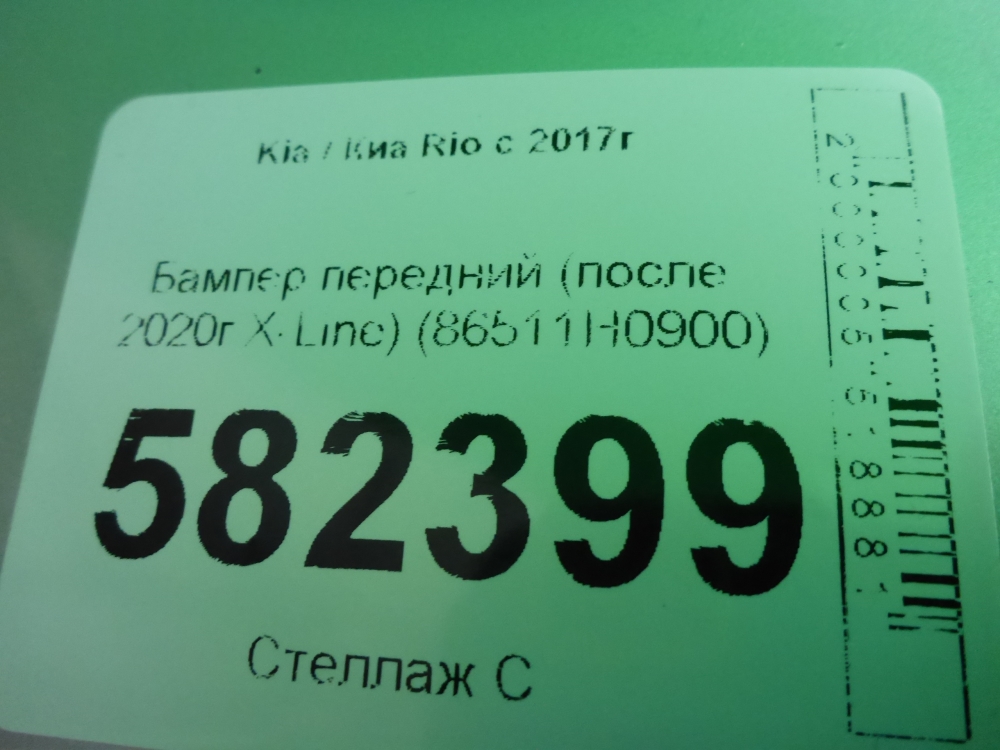 Kia / Киа Rio с 2017г
Бампер передний (после
2020г X-Line) (86511H0900)
582399
Стеллаж С